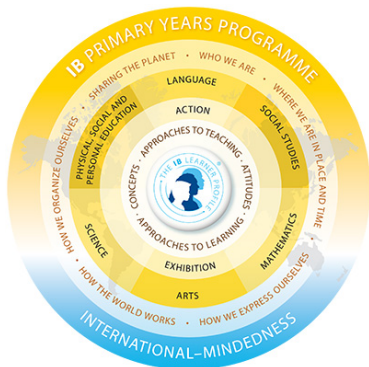 IB PRIMARY YEARS PROGRAMME
SHARING THE PLANET • WHO WE ARE • WHERE WE ARE IN PLACE AND TIME • HOW WE EXPRESS OURSELVES • HOW THE WORLD WORKS • HOW WE ORGANIZE OURSELVES •
LANGUAGE
SOCIAL STUDIES
MATHEMATICS
ARTS
SCIENCE
PHYSICAL, SOCIAL AND
PERSONAL EDUCATION
ACTION
EXHIBITION
APPROACHES TO TEACHING • ATTITUDES • APPROACHES TO LEARNING • CONCEPTS •
THE IB LEARNER PROFILE
INTERNATIONAL–MINDEDNESS